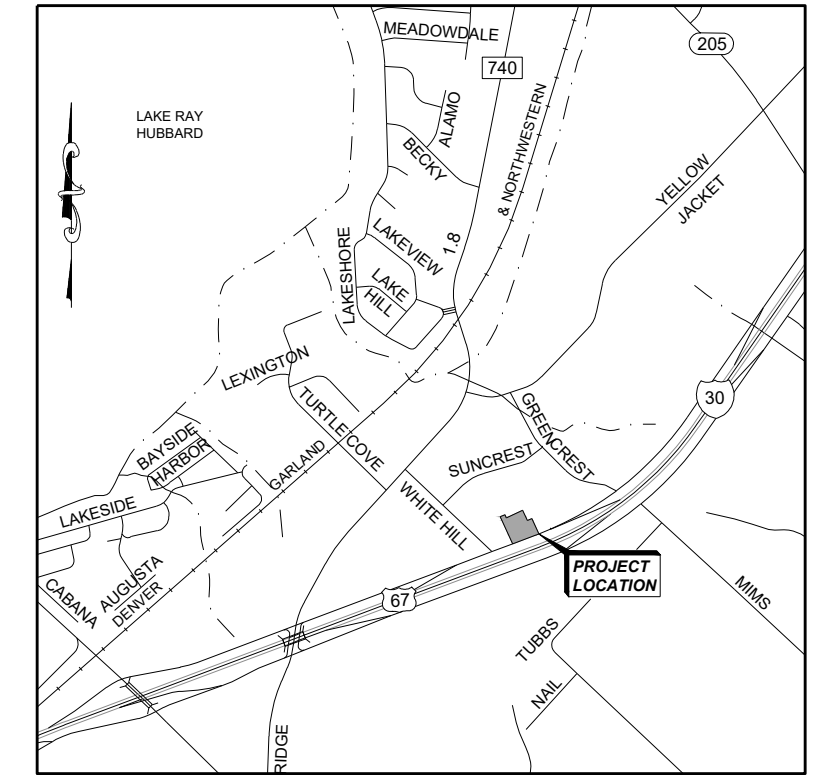 MEADOWDALE
205
740
LAKE RAY
HUBBARD
ALAMO
& NORTHWESTERN
BECKY
YELLOW
JACKET
LAKEVIEW
1.8
LAKESHORE
LAKE
HILL
LEXINGTON
30
TURTLE COVE
GREENCREST
BAYSIDE
HARBOR
GARLAND
SUNCREST
LAKESIDE
WHITE HILL
PROJECT
LOCATION
AUGUSTA
DENVER
CABANA
67
MIMS
TUBBS
NAIL
RIDGE